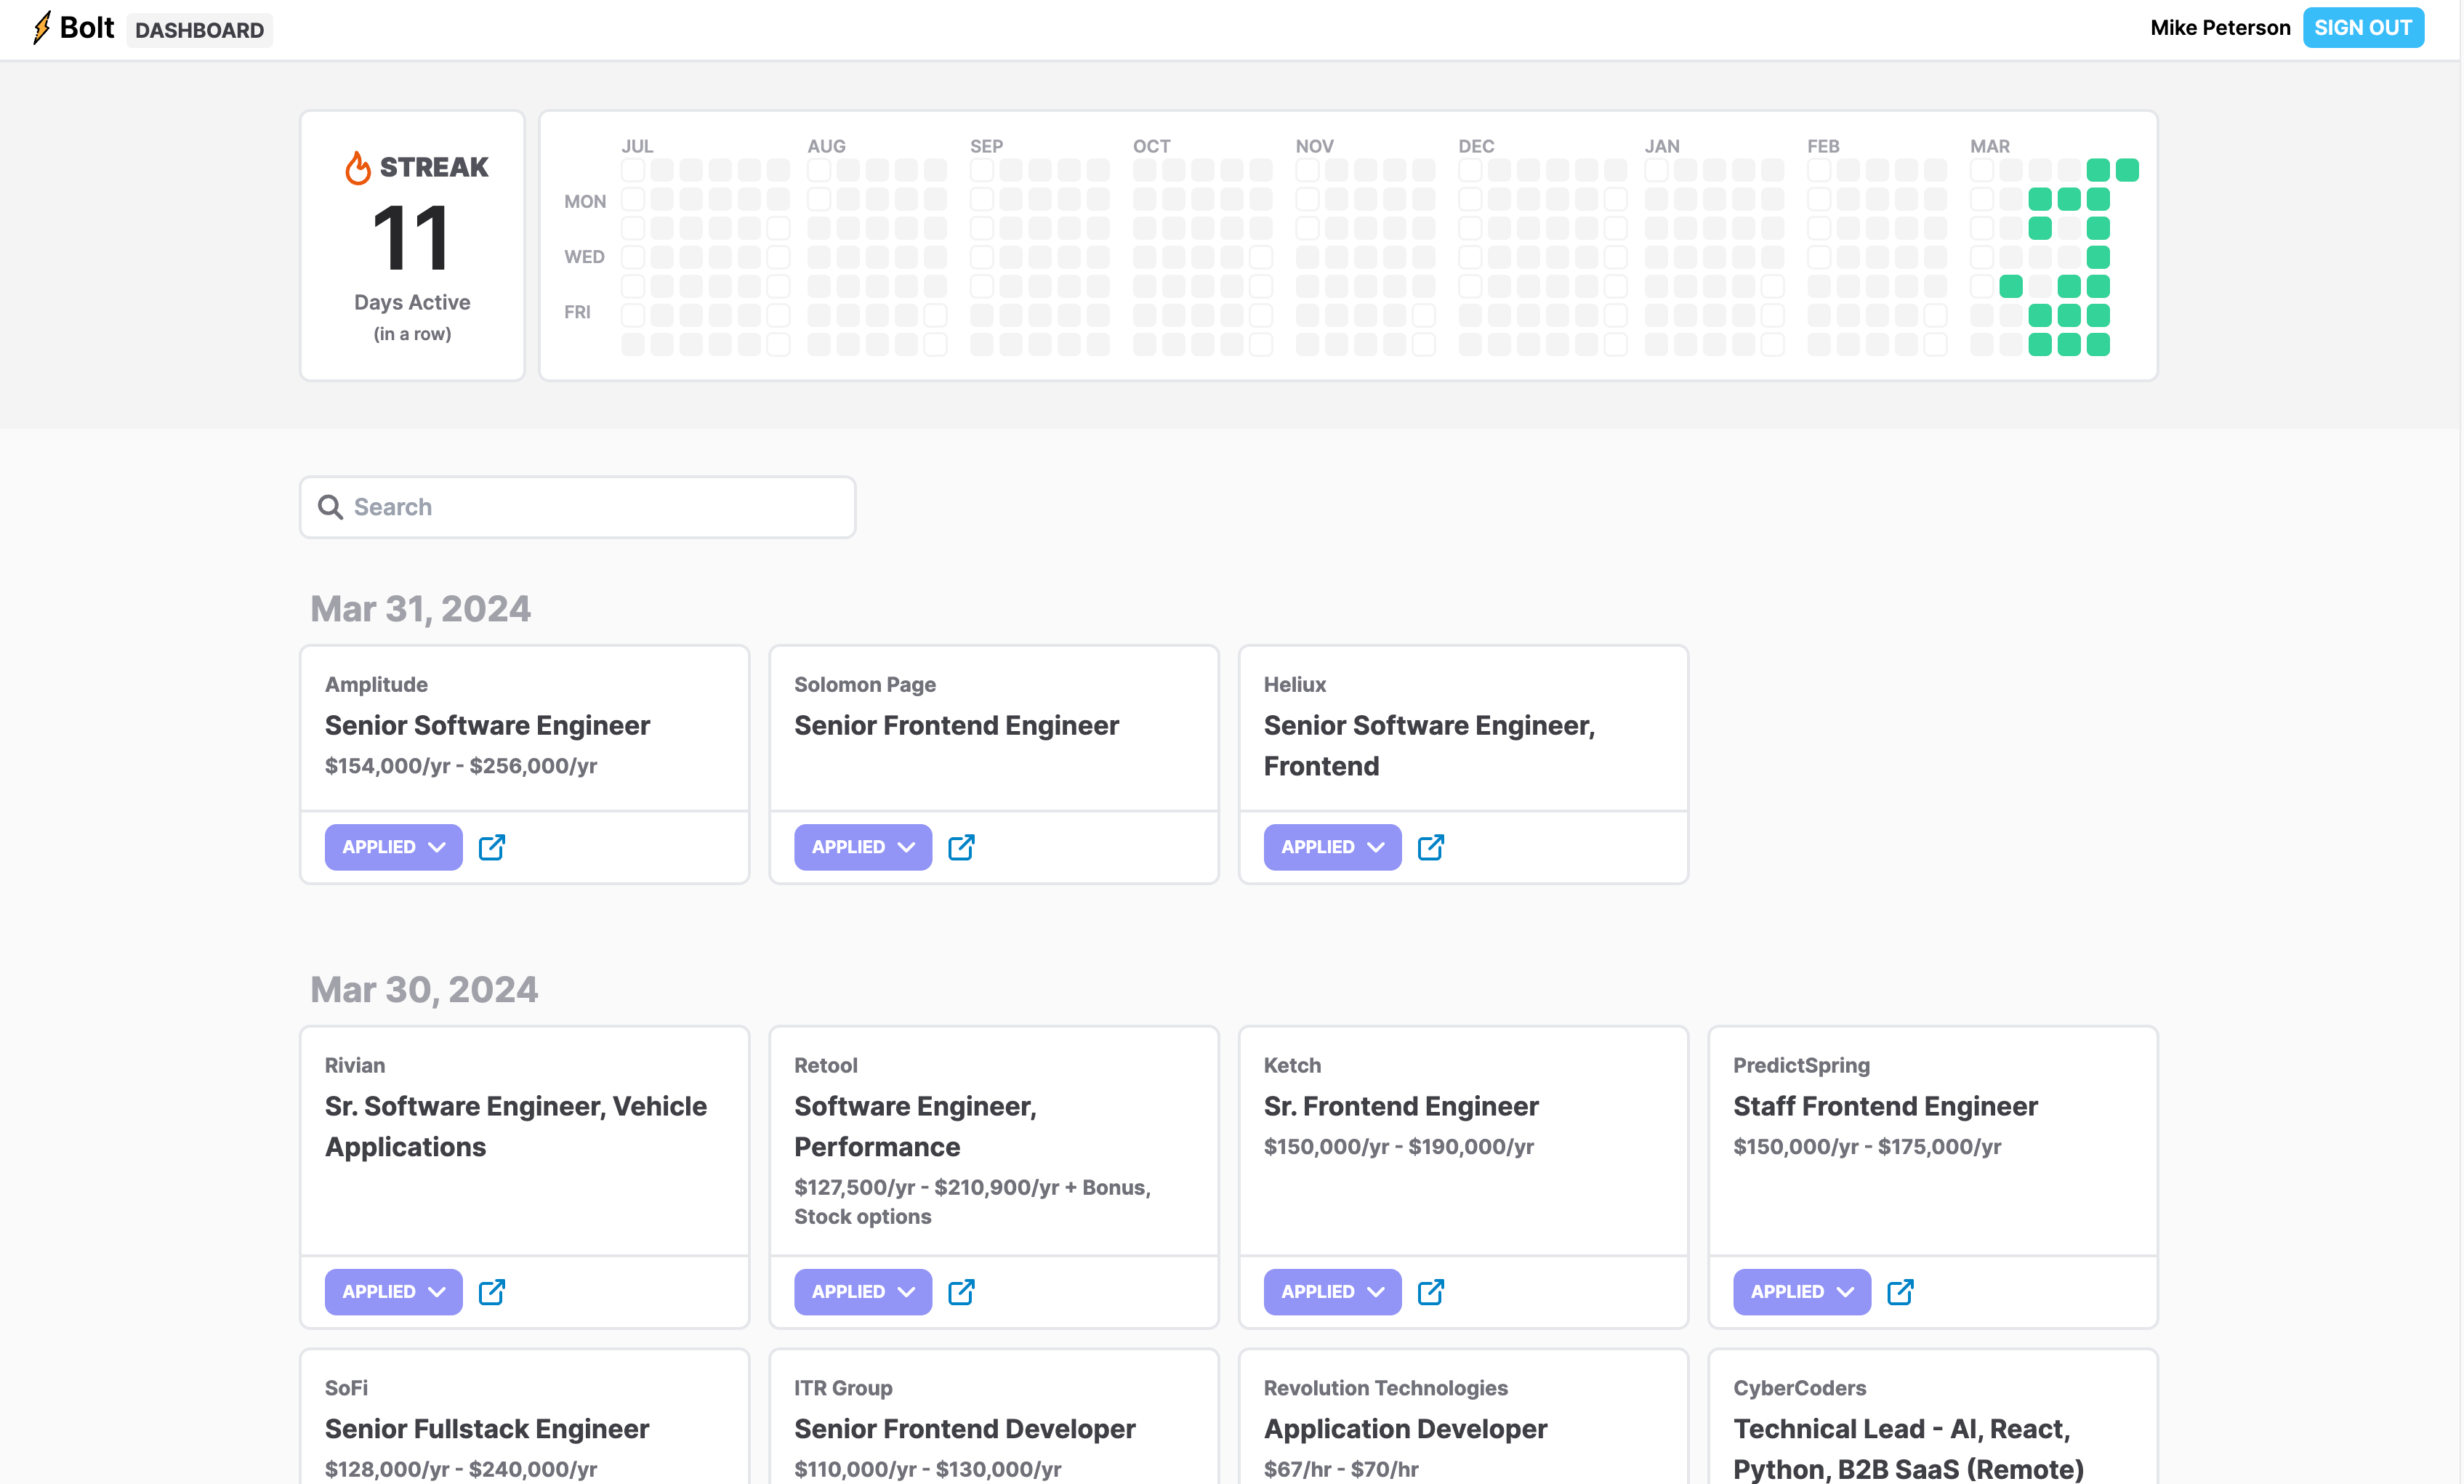 Bolt DASHBOARD
Mike Peterson SIGN OUT
STREAK
11
Days Active
(in a row)
JUL AUG SEP OCT NOV DEC JAN FEB MAR
MON
WED
FRI
Search
Mar 31, 2024
Amplitude
Senior Software Engineer
$154,000/yr - $256,000/yr
APPLIED
Solomon Page
Senior Frontend Engineer
APPLIED
Heliux
Senior Software Engineer,
Frontend
APPLIED
Mar 30, 2024
Rivian
Sr. Software Engineer, Vehicle
Applications
APPLIED
Retool
Software Engineer,
Performance
$127,500/yr - $210,900/yr + Bonus,
Stock options
APPLIED
Ketch
Sr. Frontend Engineer
$150,000/yr - $190,000/yr
APPLIED
PredictSpring
Staff Frontend Engineer
$150,000/yr - $175,000/yr
APPLIED
SoFi
Senior Fullstack Engineer
$128,000/yr - $240,000/yr
ITR Group
Senior Frontend Developer
$110,000/yr - $130,000/yr
Revolution Technologies
Application Developer
$67/hr - $70/hr
CyberCoders
Technical Lead - AI, React,
Python, B2B SaaS (Remote)